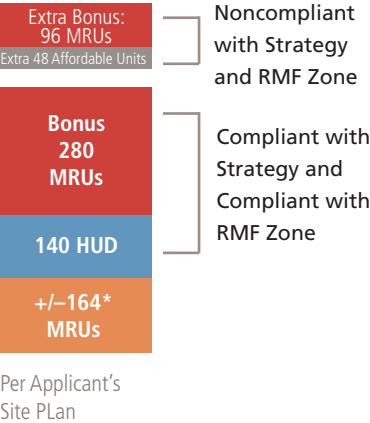 Extra Bonus:
96 MRUs
Extra 48 Affordable Units
Noncompliant
with Strategy
and RMF Zone
Bonus
280
MRUs
140 HUD
Compliant with
Strategy and
Compliant with
RMF Zone
+/–164*
MRUs
Per Applicant’s
Site PLan